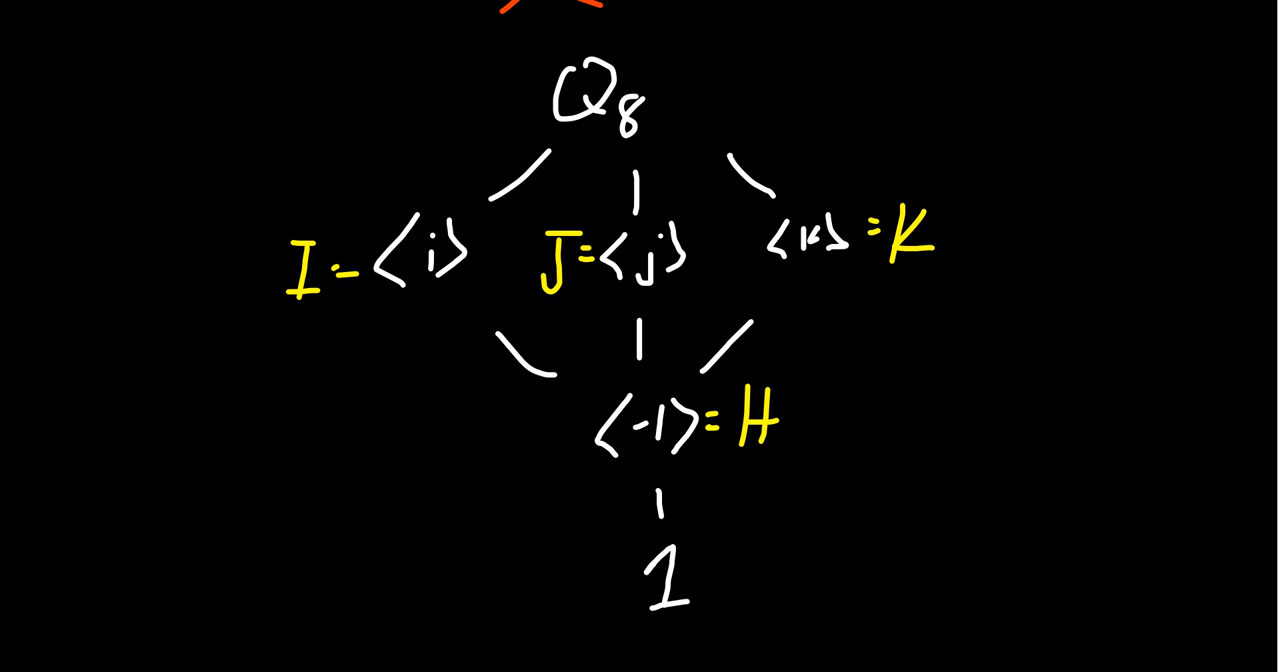 Q₈
I = ⟨i⟩ J = ⟨j⟩ ⟨k⟩ = K
⟨-1⟩ = H
1